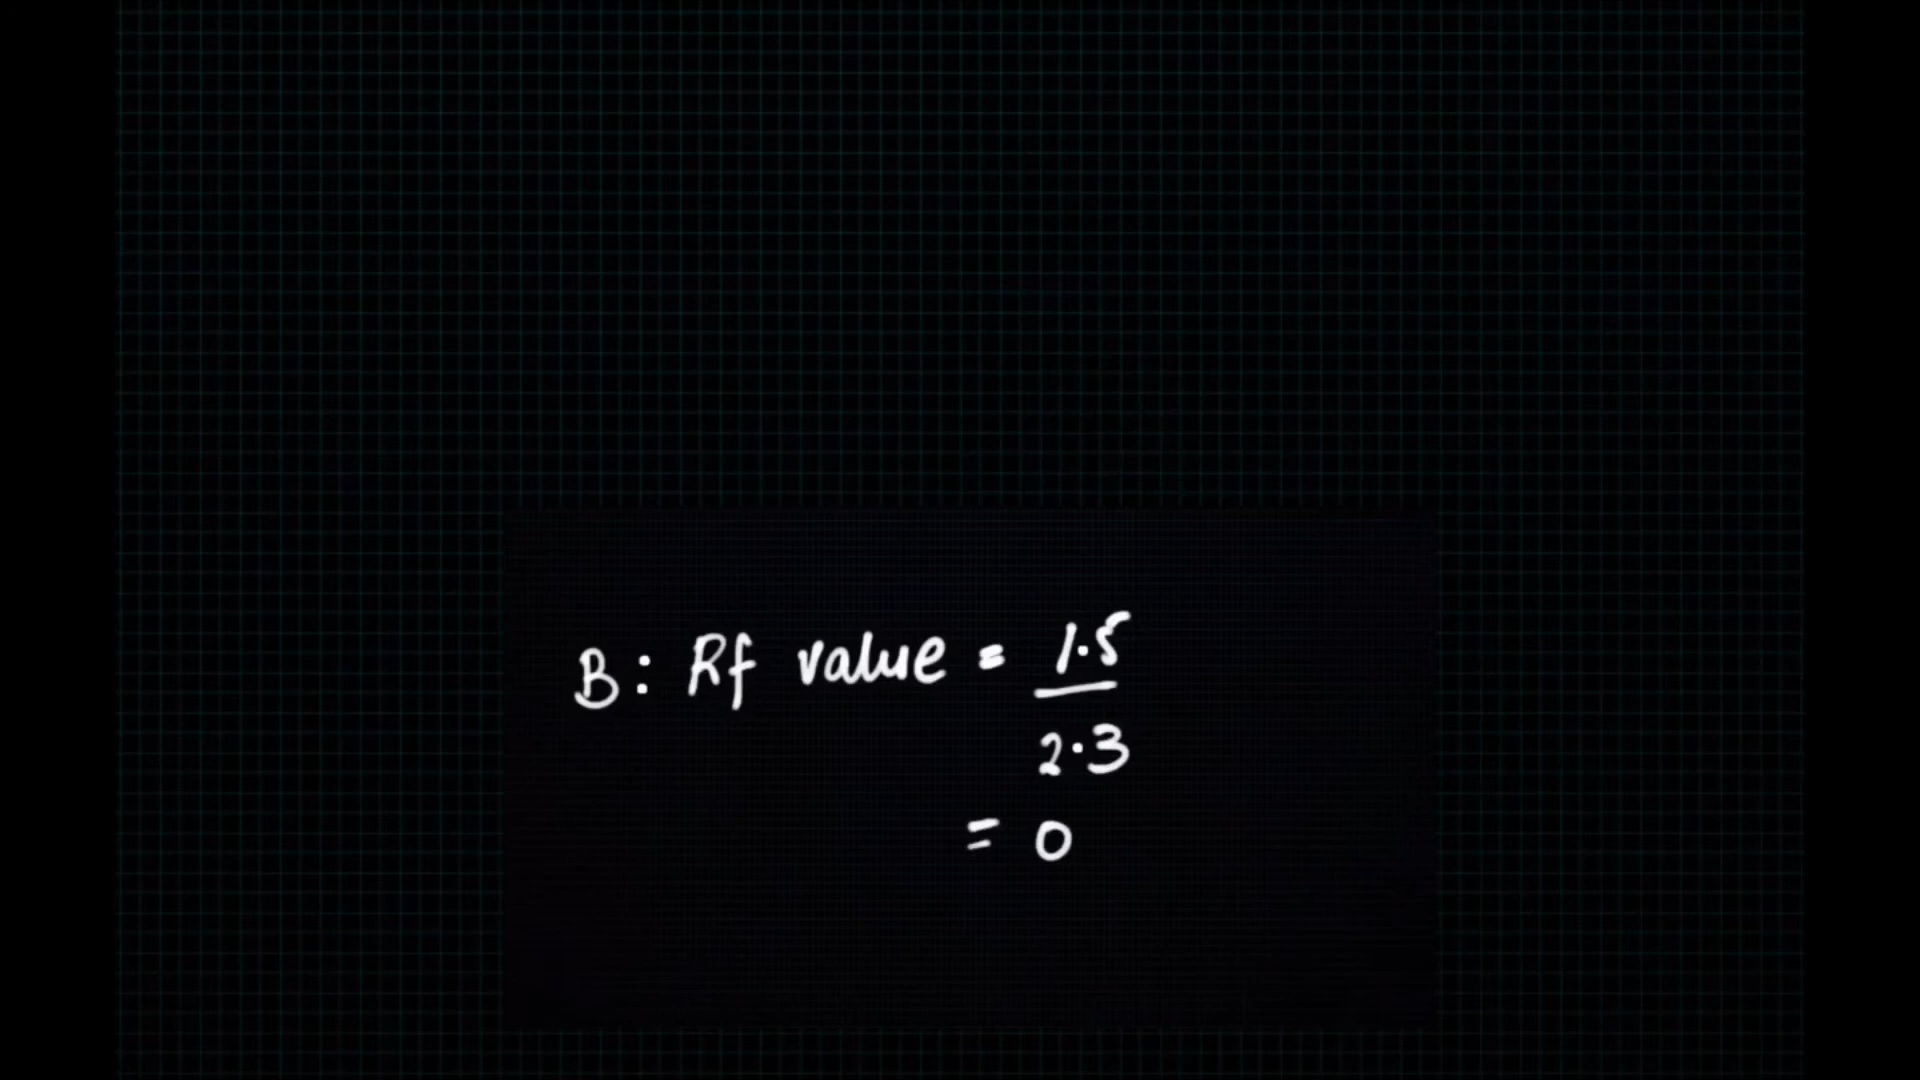 B: Rf value = 1.5
2.3
= 0